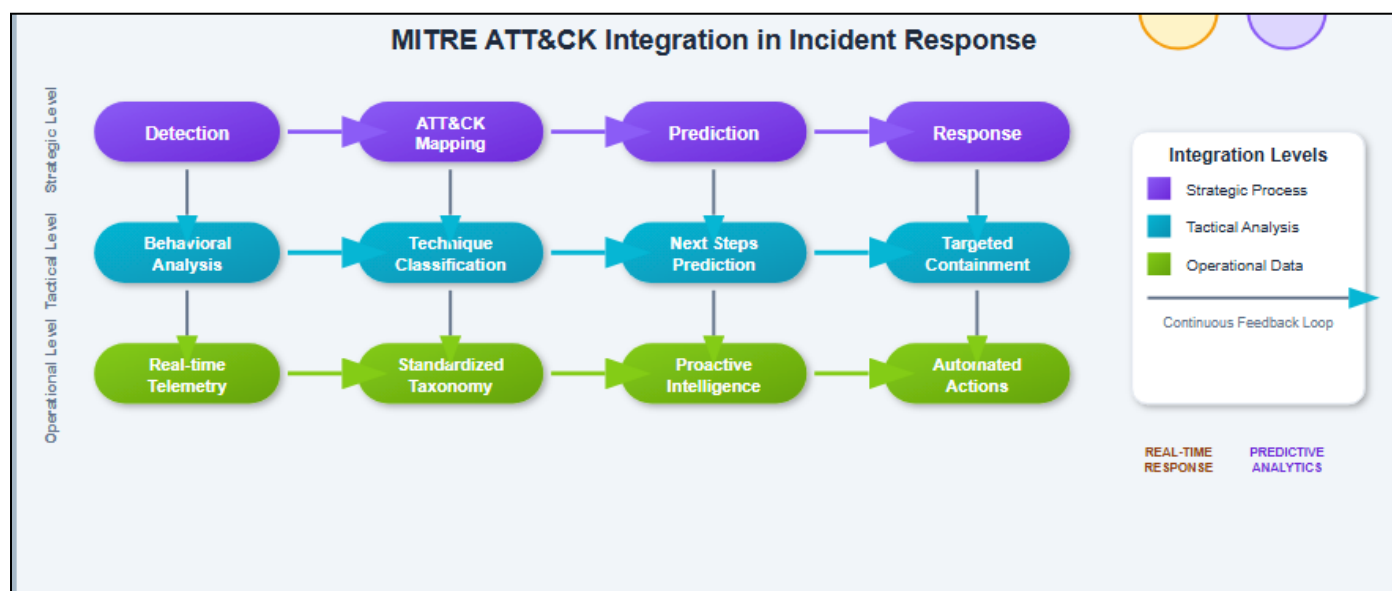 MITRE ATT&CK Integration in Incident Response
Strategic Level
Detection
ATT&CK
Mapping
Prediction
Response
Tactical Level
Behavioral
Analysis
Technique
Classification
Next Steps
Prediction
Targeted
Containment
Operational Level
Real-time
Telemetry
Standardized
Taxonomy
Proactive
Intelligence
Automated
Actions
Integration Levels
Strategic Process
Tactical Analysis
Operational Data
Continuous Feedback Loop
REAL-TIME
RESPONSE
PREDICTIVE
ANALYTICS